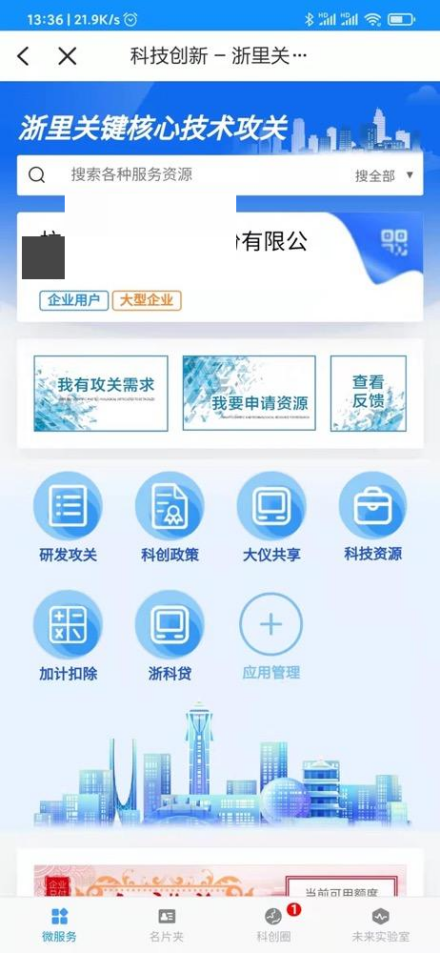 13:36 | 21.9K/s
科技创新 – 浙里关…
浙里关键核心技术攻关
搜索各种服务资源 搜全部
份有限公
企业用户 大型企业
我有攻关需求
我要申请资源
查看
反馈
研发攻关 科创政策 大仪共享 科技资源
加计扣除 浙科贷 应用管理
当前可用额度
微服务 名片夹 科创圈 1 未来实验室